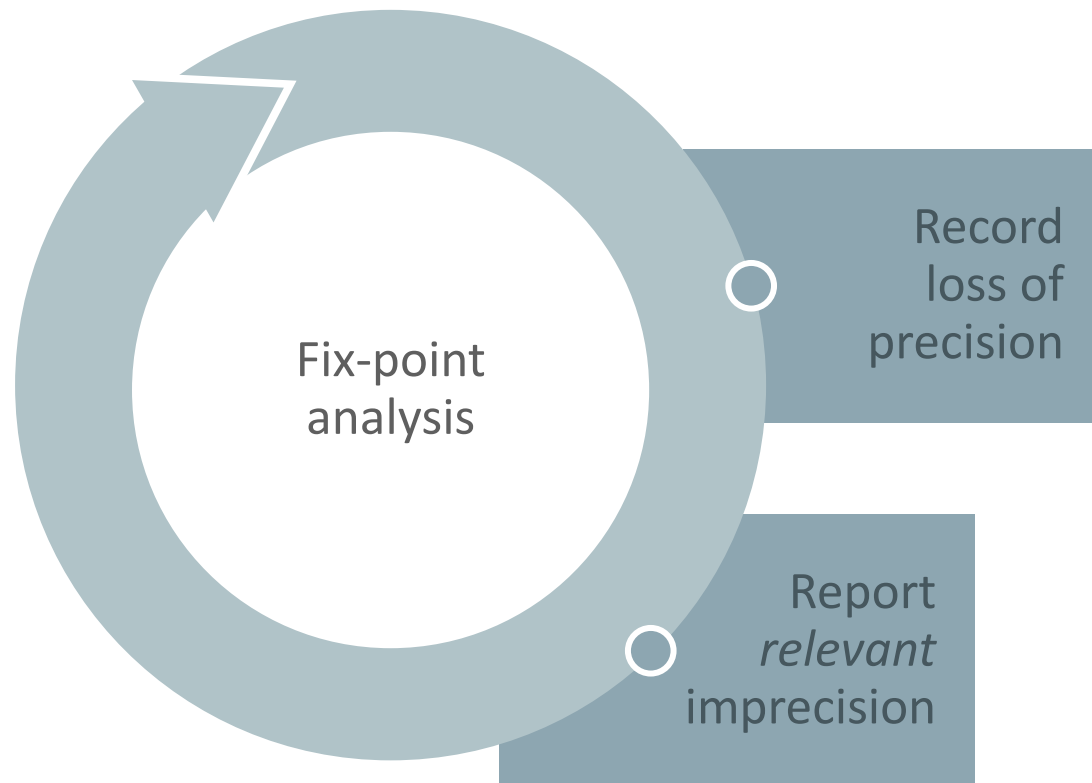 Fix-point
analysis
Record
loss of
precision
Report
relevant
imprecision